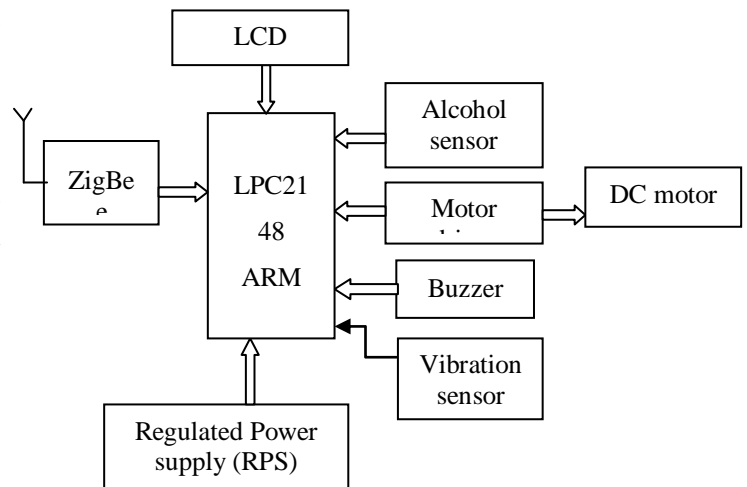 LCD
Alcohol
sensor
ZigBe
e
LPC21
48
ARM
Motor
DC motor
Buzzer
Vibration
sensor
Regulated Power
supply (RPS)